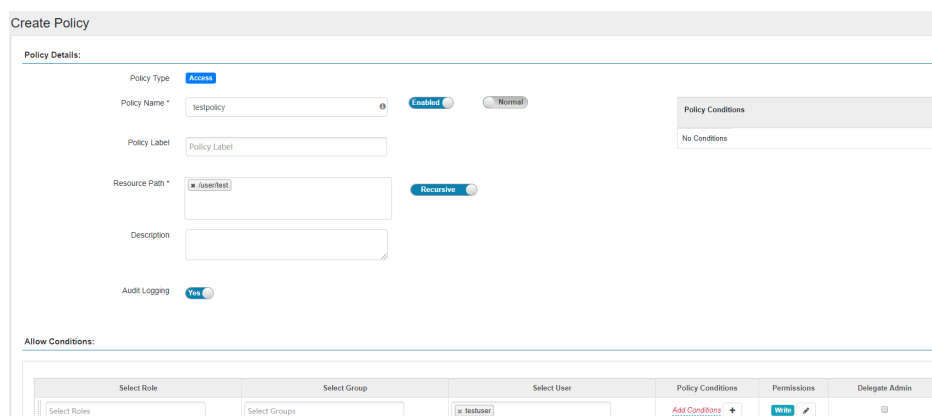 Create Policy
Policy Details:
Policy Type Access
Policy Name * testpolicy Enabled Normal
Policy Conditions
Policy Label Policy Label
No Conditions
Resource Path * × /user/test Recursive
Description
Audit Logging Yes
Allow Conditions:
Select Role Select Group Select User Policy Conditions Permissions Delegate Admin
Select Roles Select Groups × testuser Add Conditions + Write